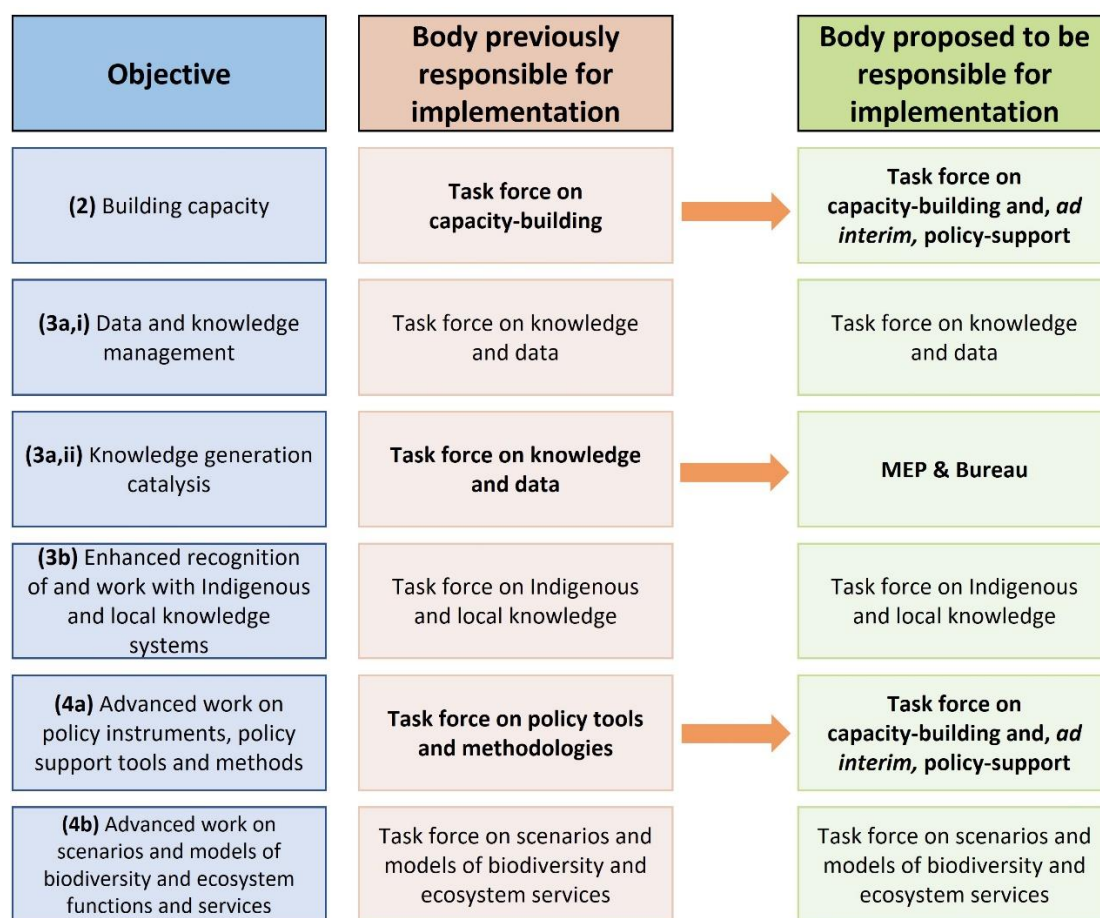 Objective
Body previously
responsible for
implementation
Body proposed to be
responsible for
implementation
(2) Building capacity
Task force on
capacity-building
Task force on
capacity-building and, ad
interim, policy-support
(3a,i) Data and knowledge
management
Task force on knowledge
and data
Task force on knowledge
and data
(3a,ii) Knowledge generation
catalysis
Task force on knowledge
and data
MEP & Bureau
(3b) Enhanced recognition
of and work with Indigenous
and local knowledge
systems
Task force on Indigenous
and local knowledge
Task force on Indigenous
and local knowledge
(4a) Advanced work on
policy instruments, policy
support tools and methods
Task force on policy tools
and methodologies
Task force on
capacity-building and, ad
interim, policy-support
(4b) Advanced work on
scenarios and models of
biodiversity and ecosystem
functions and services
Task force on scenarios and
models of biodiversity and
ecosystem services
Task force on scenarios and
models of biodiversity and
ecosystem services